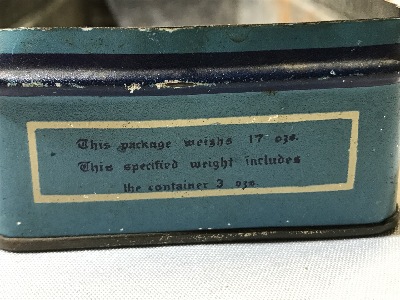 This package weighs 17 ozs.
This specified weight includes
the container 3 ozs.